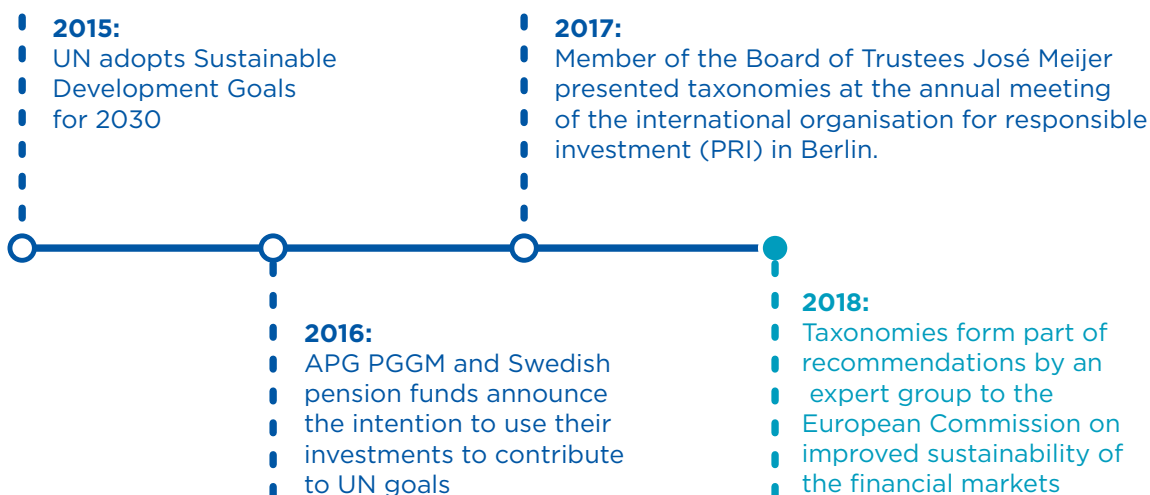 2015:
UN adopts Sustainable
Development Goals
for 2030
2017:
Member of the Board of Trustees José Meijer
presented taxonomies at the annual meeting
of the international organisation for responsible
investment (PRI) in Berlin.
2016:
APG PGGM and Swedish
pension funds announce
the intention to use their
investments to contribute
to UN goals
2018:
Taxonomies form part of
recommendations by an
expert group to the
European Commission on
improved sustainability of
the financial markets